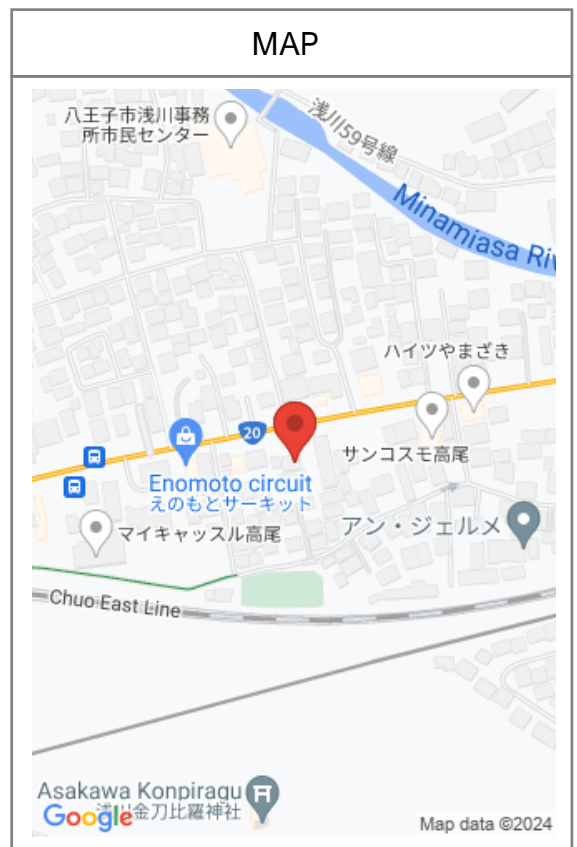 MAP
八王子市浅川事務
所市民センター
浅川59号線
Minamiasa Riv
ハイツやまざき
20
サンコスモ高尾
Enomoto circuit
えのもとサーキット
アン・ジェルメ
マイキャッスル高尾
Chuo East Line
Asakawa Konpiragu
浅川金刀比羅神社
Google
Map data ©2024